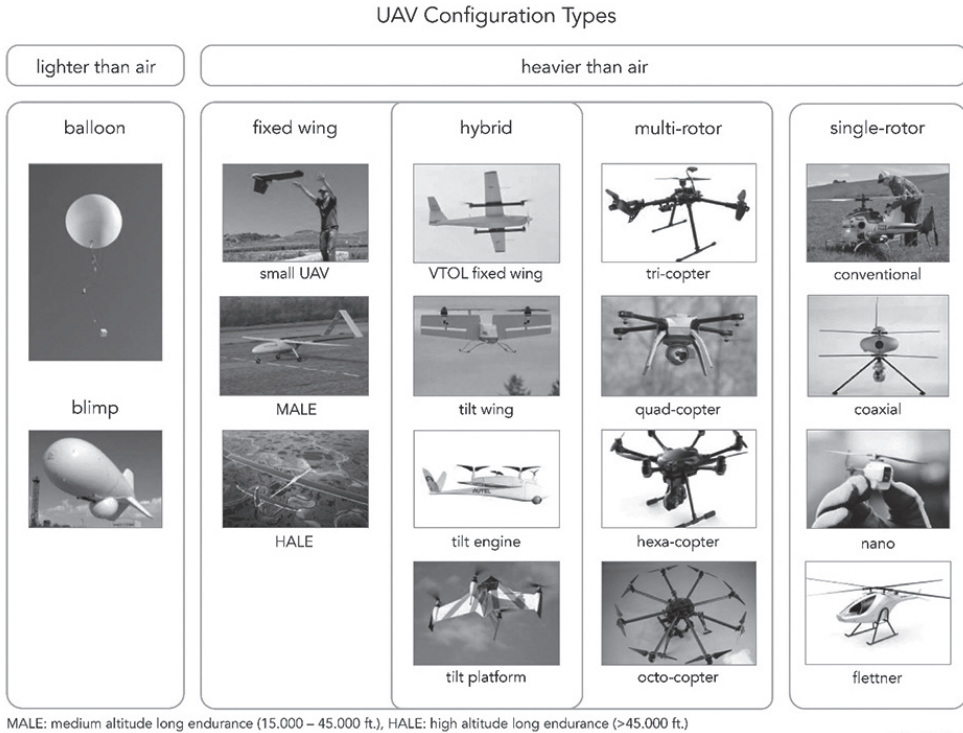 UAV Configuration Types
lighter than air
heavier than air
balloon
fixed wing
hybrid
multi-rotor
single-rotor
small UAV
VTOL fixed wing
tri-copter
conventional
MALE
tilt wing
quad-copter
coaxial
blimp
HALE
AUTEL
tilt engine
hexa-copter
nano
tilt platform
octo-copter
flettner
MALE: medium altitude long endurance (15.000 – 45.000 ft.), HALE: high altitude long endurance (>45.000 ft.)